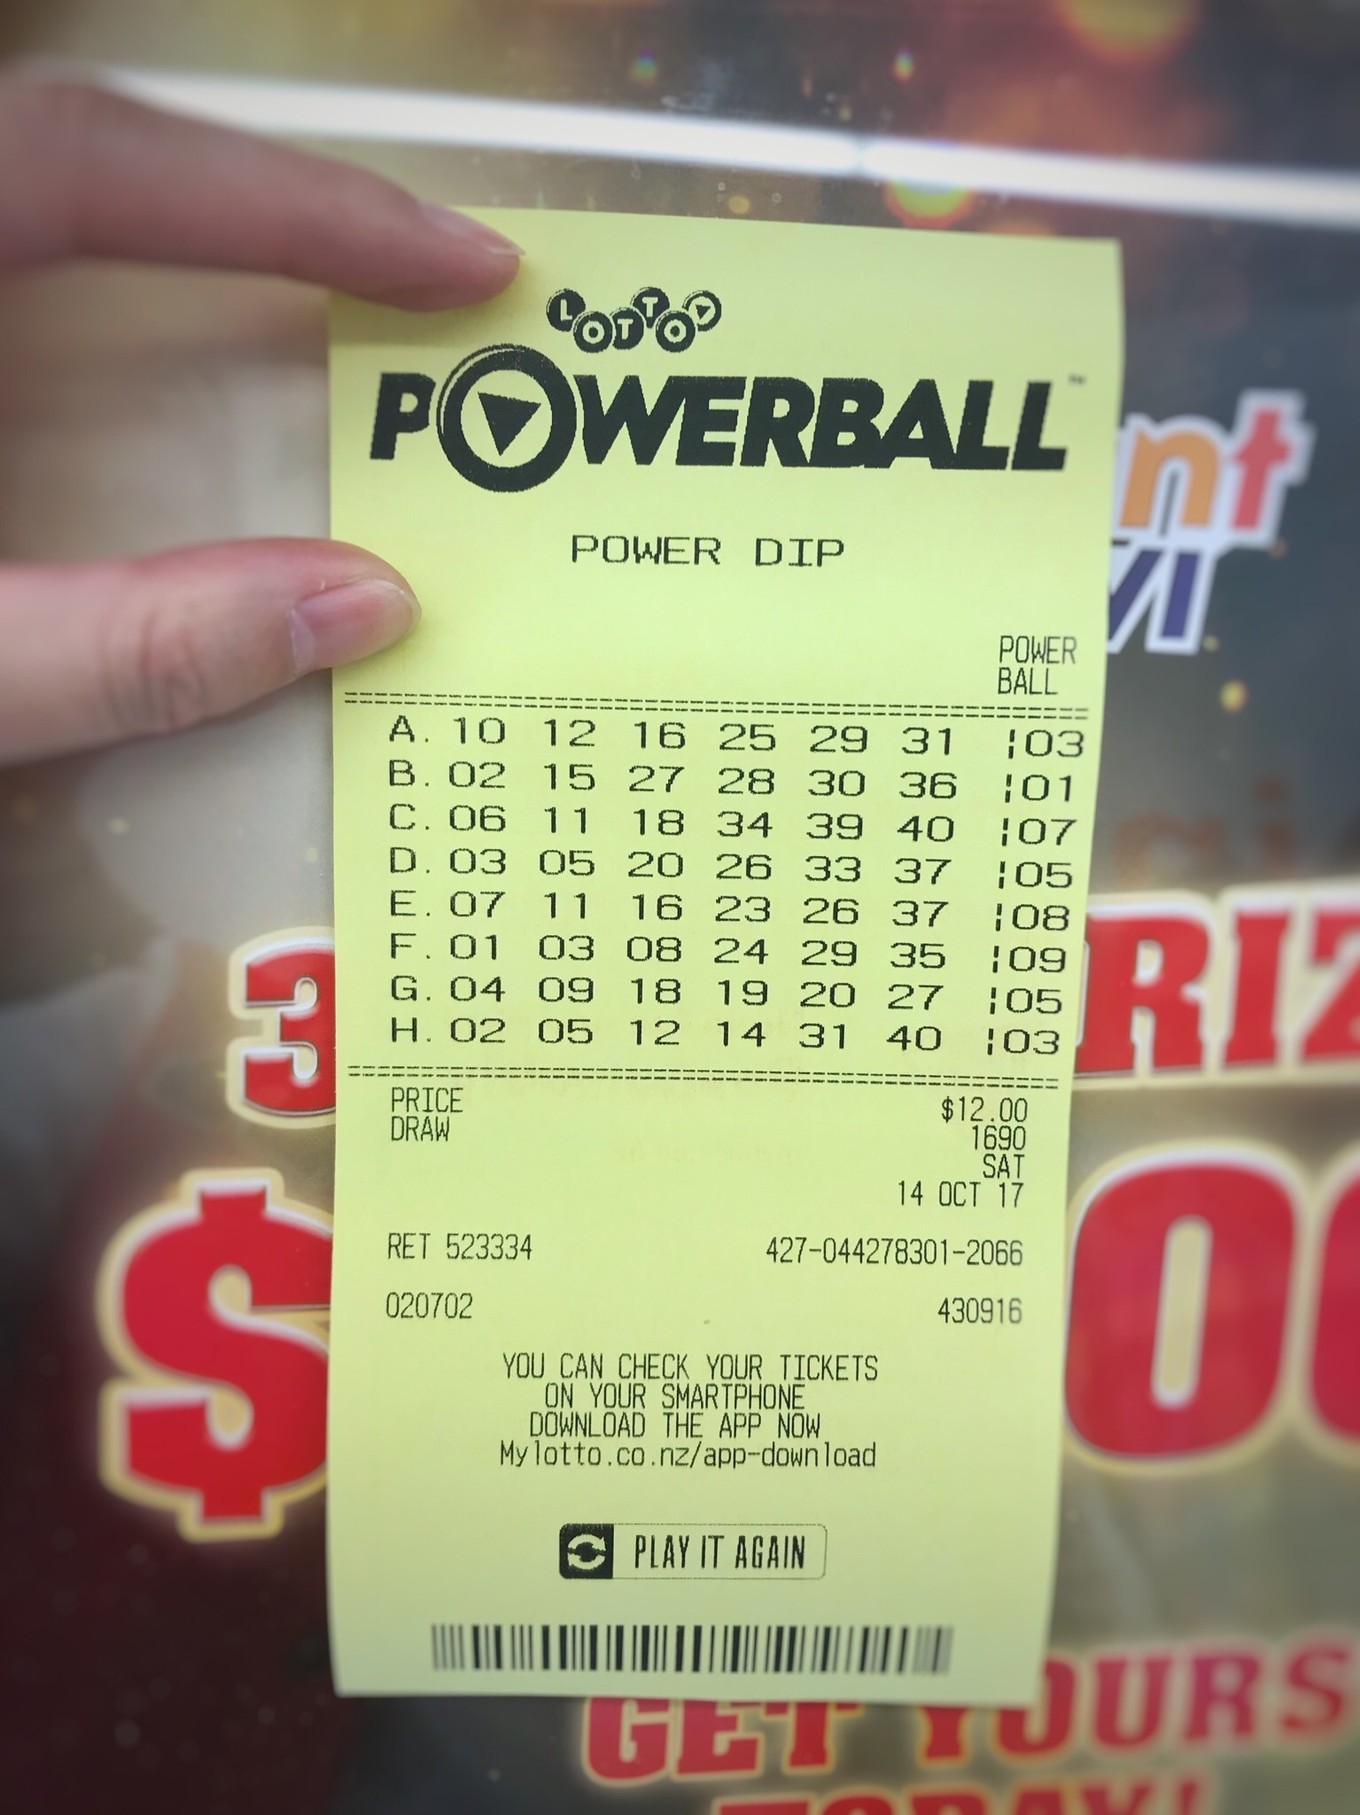 LOTTO
POWERBALL™
POWER DIP
POWER
BALL
A. 10 12 16 25 29 31 ¦03
B. 02 15 27 28 30 36 ¦01
C. 06 11 18 34 39 40 ¦07
D. 03 05 20 26 33 37 ¦05
E. 07 11 16 23 26 37 ¦08
F. 01 03 08 24 29 35 ¦09
G. 04 09 18 19 20 27 ¦05
H. 02 05 12 14 31 40 ¦03
PRICE $12.00
DRAW 1690
SAT
14 OCT 17
RET 523334 427-044278301-2066
020702 430916
YOU CAN CHECK YOUR TICKETS
ON YOUR SMARTPHONE
DOWNLOAD THE APP NOW
Mylotto.co.nz/app-download
PLAY IT AGAIN
3
$
GET YOURS
TODAY!